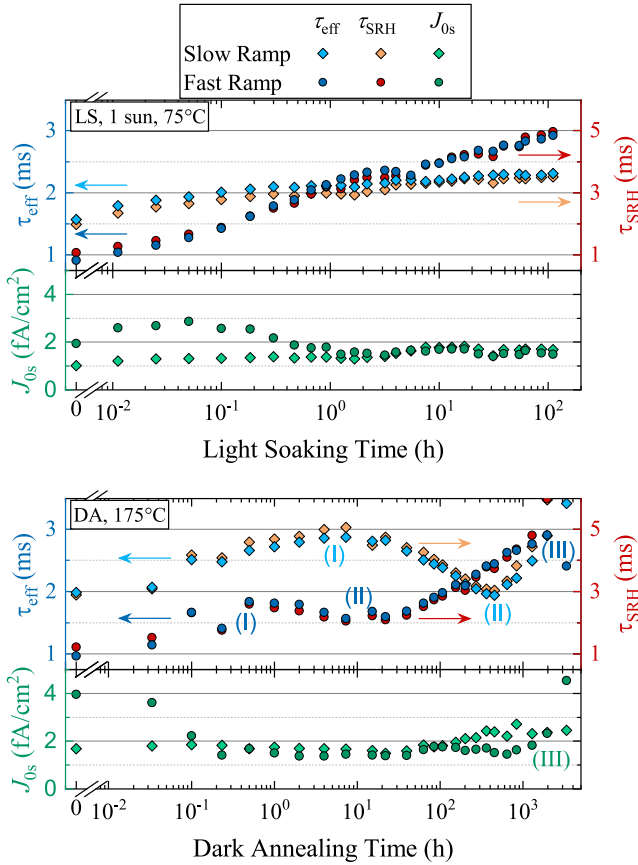 τeff τSRH J0s
Slow Ramp
Fast Ramp
LS, 1 sun, 75°C
3
2
1
τeff (ms)
5
3
1
τSRH (ms)
4
2
0
J0s (fA/cm²)
0 10⁻² 10⁻¹ 10⁰ 10¹ 10²
Light Soaking Time (h)
DA, 175°C
3
2
1
τeff (ms)
(I)
(I)
(II)
(II)
(III)
5
3
1
τSRH (ms)
4
2
0
J0s (fA/cm²)
(III)
0 10⁻² 10⁻¹ 10⁰ 10¹ 10² 10³
Dark Annealing Time (h)